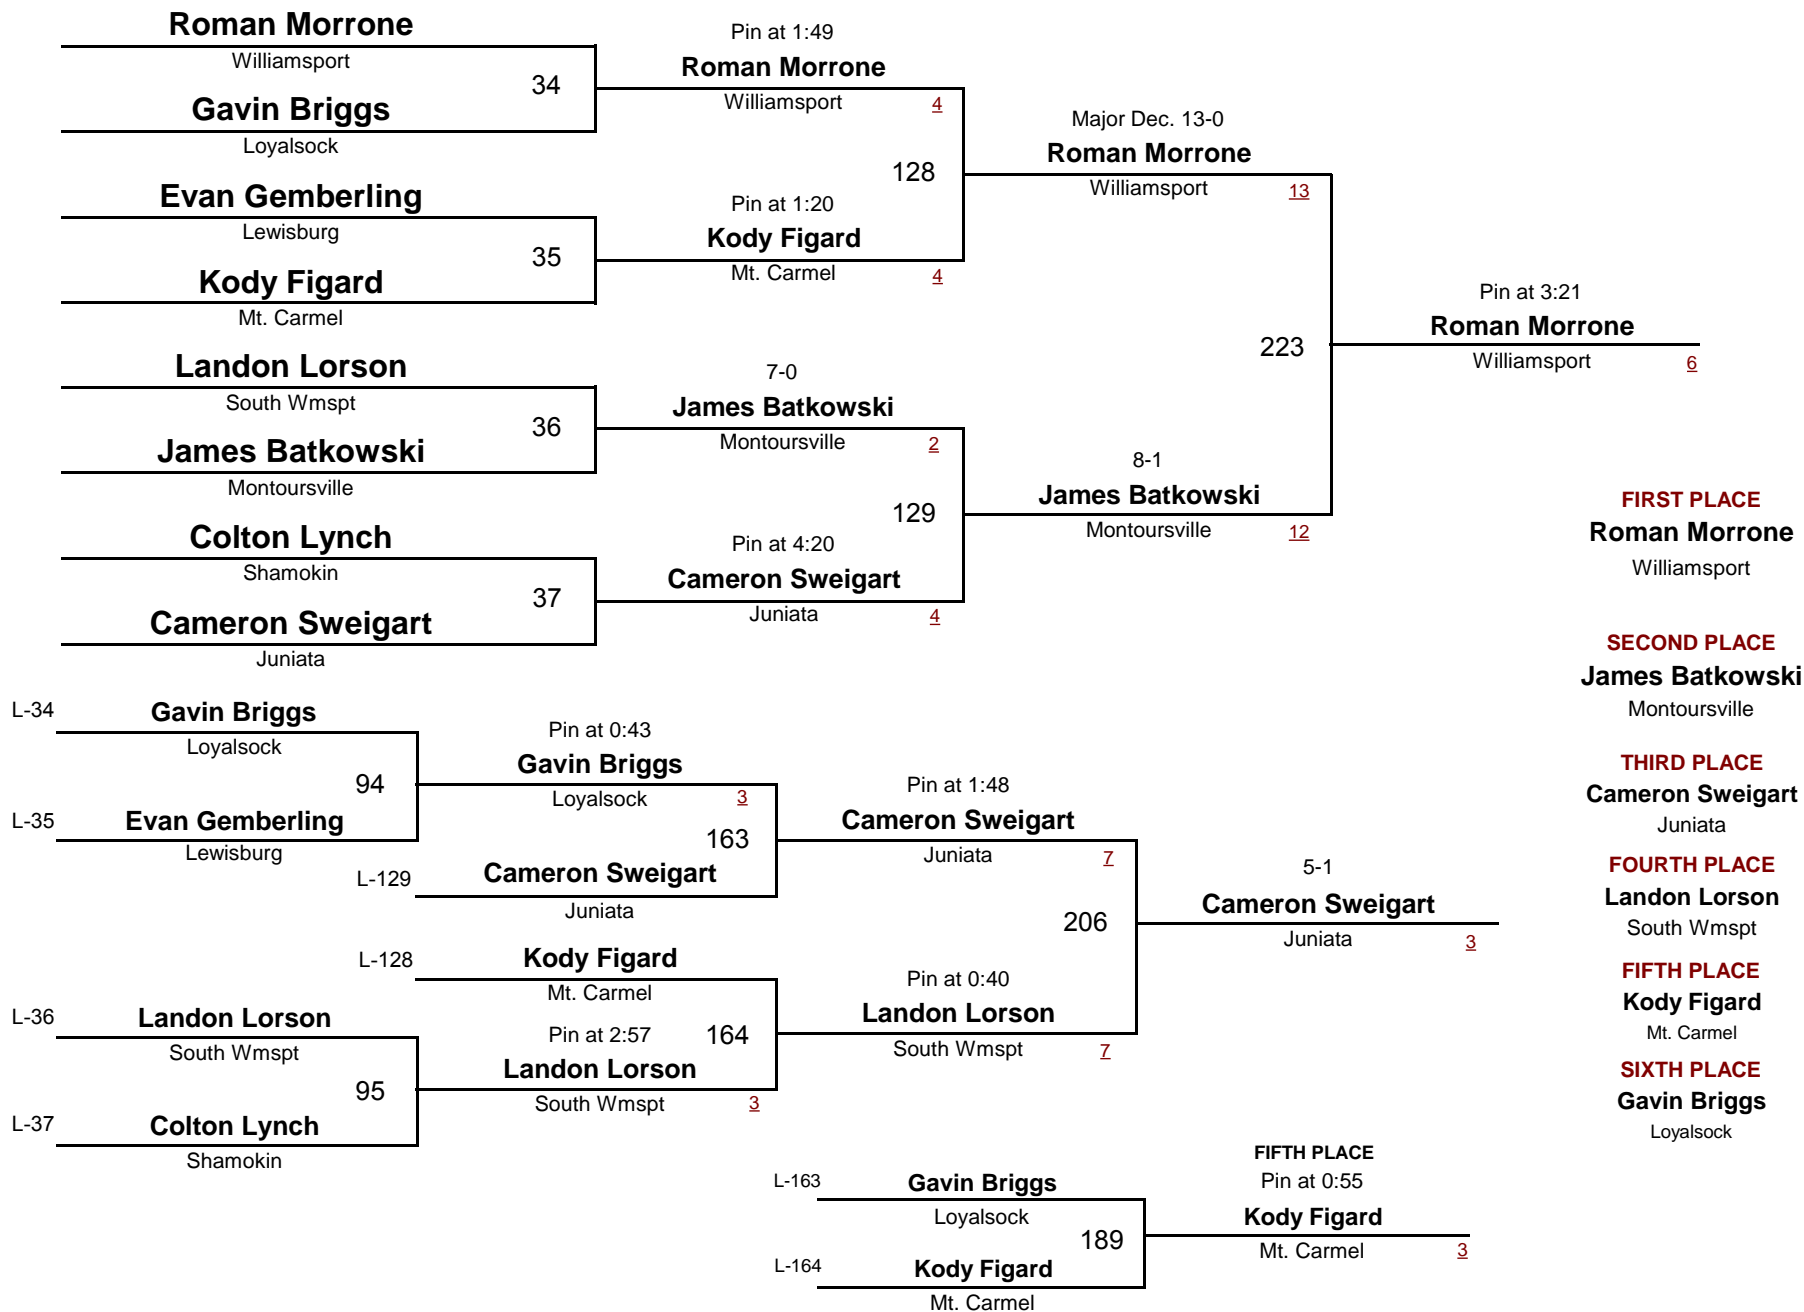 Roman Morrone
Williamsport
34
Gavin Briggs
Loyalsock
Evan Gemberling
Lewisburg
35
Kody Figard
Mt. Carmel
Landon Lorson
South Wmspt
36
James Batkowski
Montoursville
Colton Lynch
Shamokin
37
Cameron Sweigart
Juniata
Pin at 1:49
Roman Morrone
Williamsport 4
128
Pin at 1:20
Kody Figard
Mt. Carmel 4
7-0
James Batkowski
Montoursville 2
129
Pin at 4:20
Cameron Sweigart
Juniata 4
Major Dec. 13-0
Roman Morrone
Williamsport 13
223
8-1
James Batkowski
Montoursville 12
Pin at 3:21
Roman Morrone
Williamsport 6
L-34 Gavin Briggs
Loyalsock
94
L-35 Evan Gemberling
Lewisburg
L-36 Landon Lorson
South Wmspt
95
L-37 Colton Lynch
Shamokin
Pin at 0:43
Gavin Briggs
Loyalsock 3
163
L-129 Cameron Sweigart
Juniata
L-128 Kody Figard
Mt. Carmel
Pin at 2:57 164
Landon Lorson
South Wmspt 3
Pin at 1:48
Cameron Sweigart
Juniata 7
206
Pin at 0:40
Landon Lorson
South Wmspt 7
5-1
Cameron Sweigart
Juniata 3
L-163 Gavin Briggs
Loyalsock
189
L-164 Kody Figard
Mt. Carmel
FIFTH PLACE
Pin at 0:55
Kody Figard
Mt. Carmel 3
FIRST PLACE
Roman Morrone
Williamsport
SECOND PLACE
James Batkowski
Montoursville
THIRD PLACE
Cameron Sweigart
Juniata
FOURTH PLACE
Landon Lorson
South Wmspt
FIFTH PLACE
Kody Figard
Mt. Carmel
SIXTH PLACE
Gavin Briggs
Loyalsock